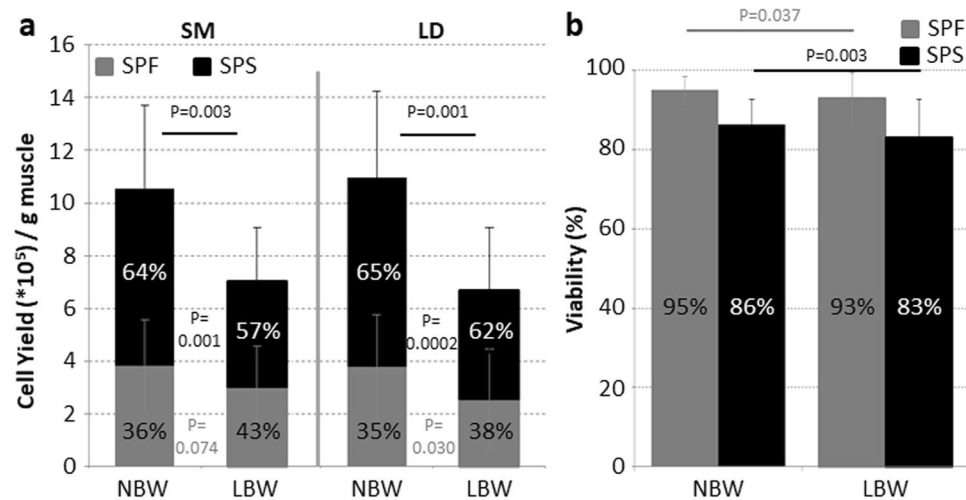 a
SM
LD
Cell Yield (*10⁵) / g muscle
16
14
12
10
8
6
4
2
0
SPF
SPS
P=0.003
P=0.001
64%
57%
65%
62%
P=
0.001
P=
0.0002
36%
43%
35%
38%
P=
0.074
P=
0.030
NBW
LBW
NBW
LBW
b
P=0.037
SPF
SPS
P=0.003
Viability (%)
100
80
60
40
20
0
95%
86%
93%
83%
NBW
LBW